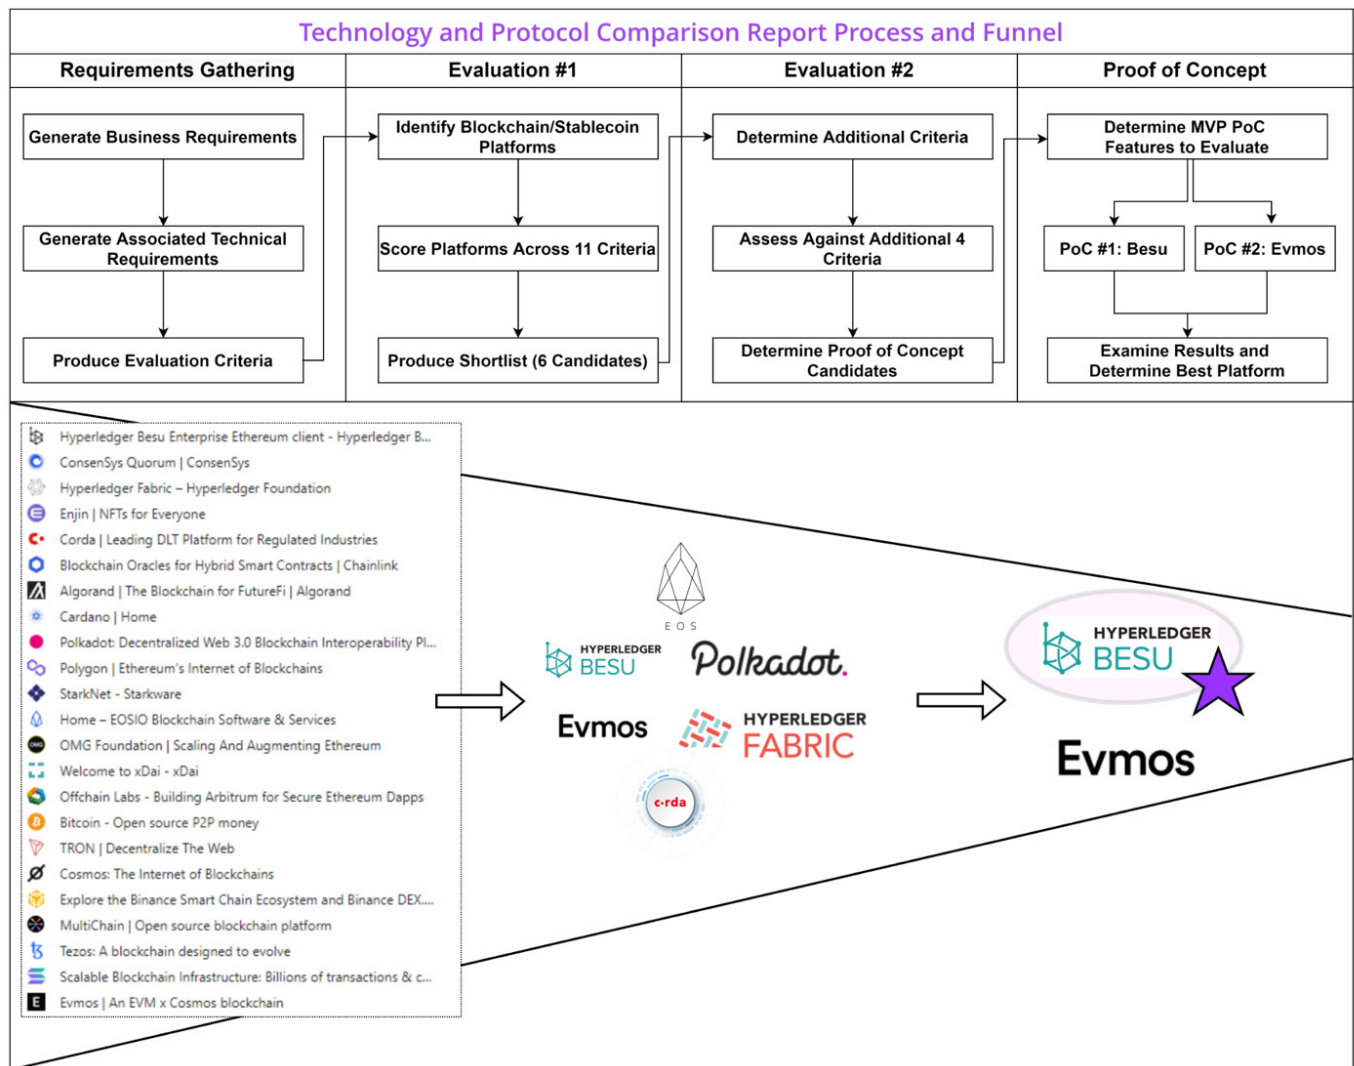 Technology and Protocol Comparison Report Process and Funnel
Requirements Gathering
Evaluation #1
Evaluation #2
Proof of Concept
Generate Business Requirements
Generate Associated Technical
Requirements
Produce Evaluation Criteria
Identify Blockchain/Stablecoin
Platforms
Score Platforms Across 11 Criteria
Produce Shortlist (6 Candidates)
Determine Additional Criteria
Assess Against Additional 4
Criteria
Determine Proof of Concept
Candidates
Determine MVP PoC
Features to Evaluate
PoC #1: Besu
PoC #2: Evmos
Examine Results and
Determine Best Platform
Hyperledger Besu Enterprise Ethereum client - Hyperledger B...
ConsenSys Quorum | ConsenSys
Hyperledger Fabric – Hyperledger Foundation
Enjin | NFTs for Everyone
Corda | Leading DLT Platform for Regulated Industries
Blockchain Oracles for Hybrid Smart Contracts | Chainlink
Algorand | The Blockchain for FutureFi | Algorand
Cardano | Home
Polkadot: Decentralized Web 3.0 Blockchain Interoperability Pl...
Polygon | Ethereum's Internet of Blockchains
StarkNet - Starkware
Home – EOSIO Blockchain Software & Services
OMG
OMG Foundation | Scaling And Augmenting Ethereum
Welcome to xDai - xDai
Offchain Labs - Building Arbitrum for Secure Ethereum Dapps
Bitcoin - Open source P2P money
TRON | Decentralize The Web
Cosmos: The Internet of Blockchains
Explore the Binance Smart Chain Ecosystem and Binance DEX....
MultiChain | Open source blockchain platform
Tezos: A blockchain designed to evolve
Scalable Blockchain Infrastructure: Billions of transactions & c...
E
Evmos | An EVM x Cosmos blockchain
EOS
HYPERLEDGER
BESU
Polkadot.
Evmos
HYPERLEDGER
FABRIC
c·rda
HYPERLEDGER
BESU
Evmos